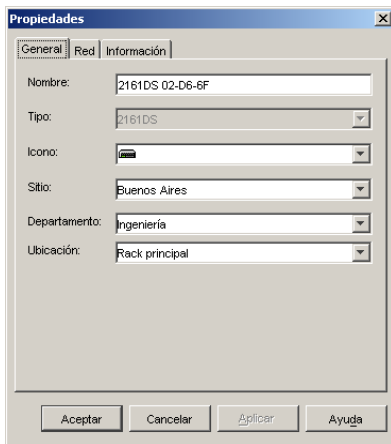 Propiedades
General Red Información
Nombre: 2161DS 02-D6-6F
Tipo: 2161DS
Icono:
Sitio: Buenos Aires
Departamento: Ingeniería
Ubicación: Rack principal
Aceptar Cancelar Aplicar Ayuda